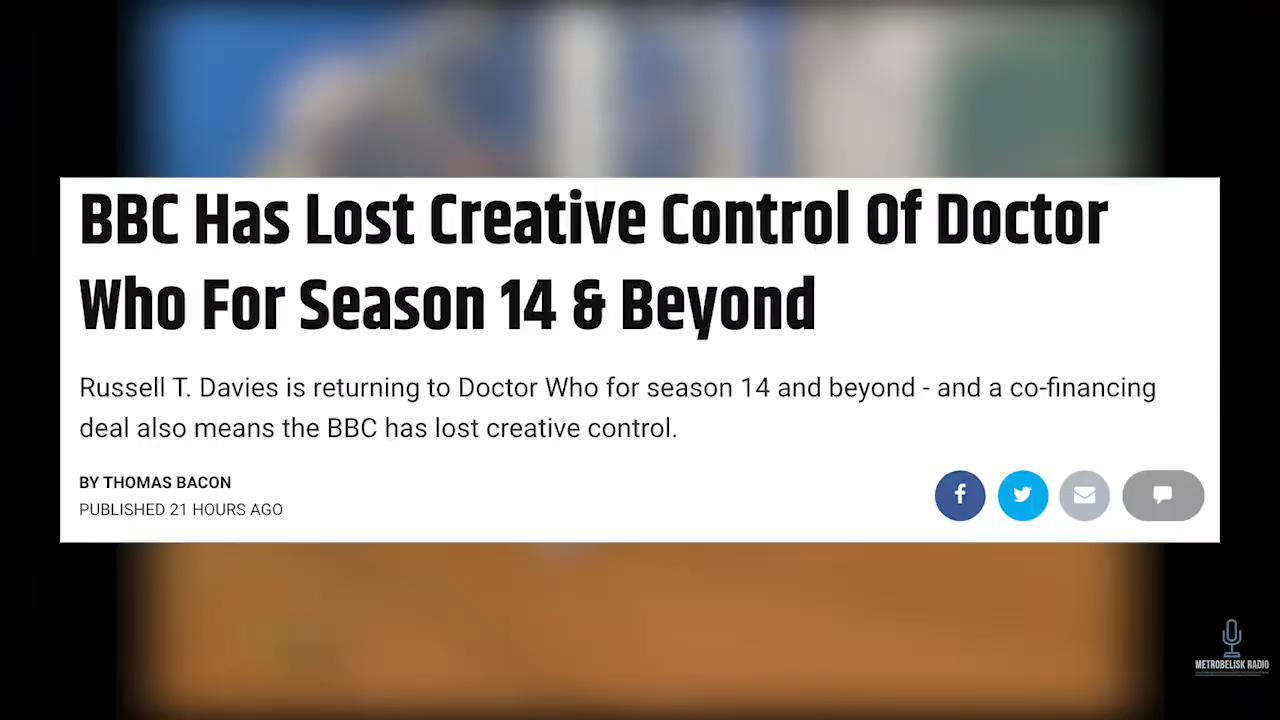 BBC Has Lost Creative Control Of Doctor
Who For Season 14 & Beyond
Russell T. Davies is returning to Doctor Who for season 14 and beyond - and a co-financing
deal also means the BBC has lost creative control.
BY THOMAS BACON
PUBLISHED 21 HOURS AGO
METROBELISK RADIO